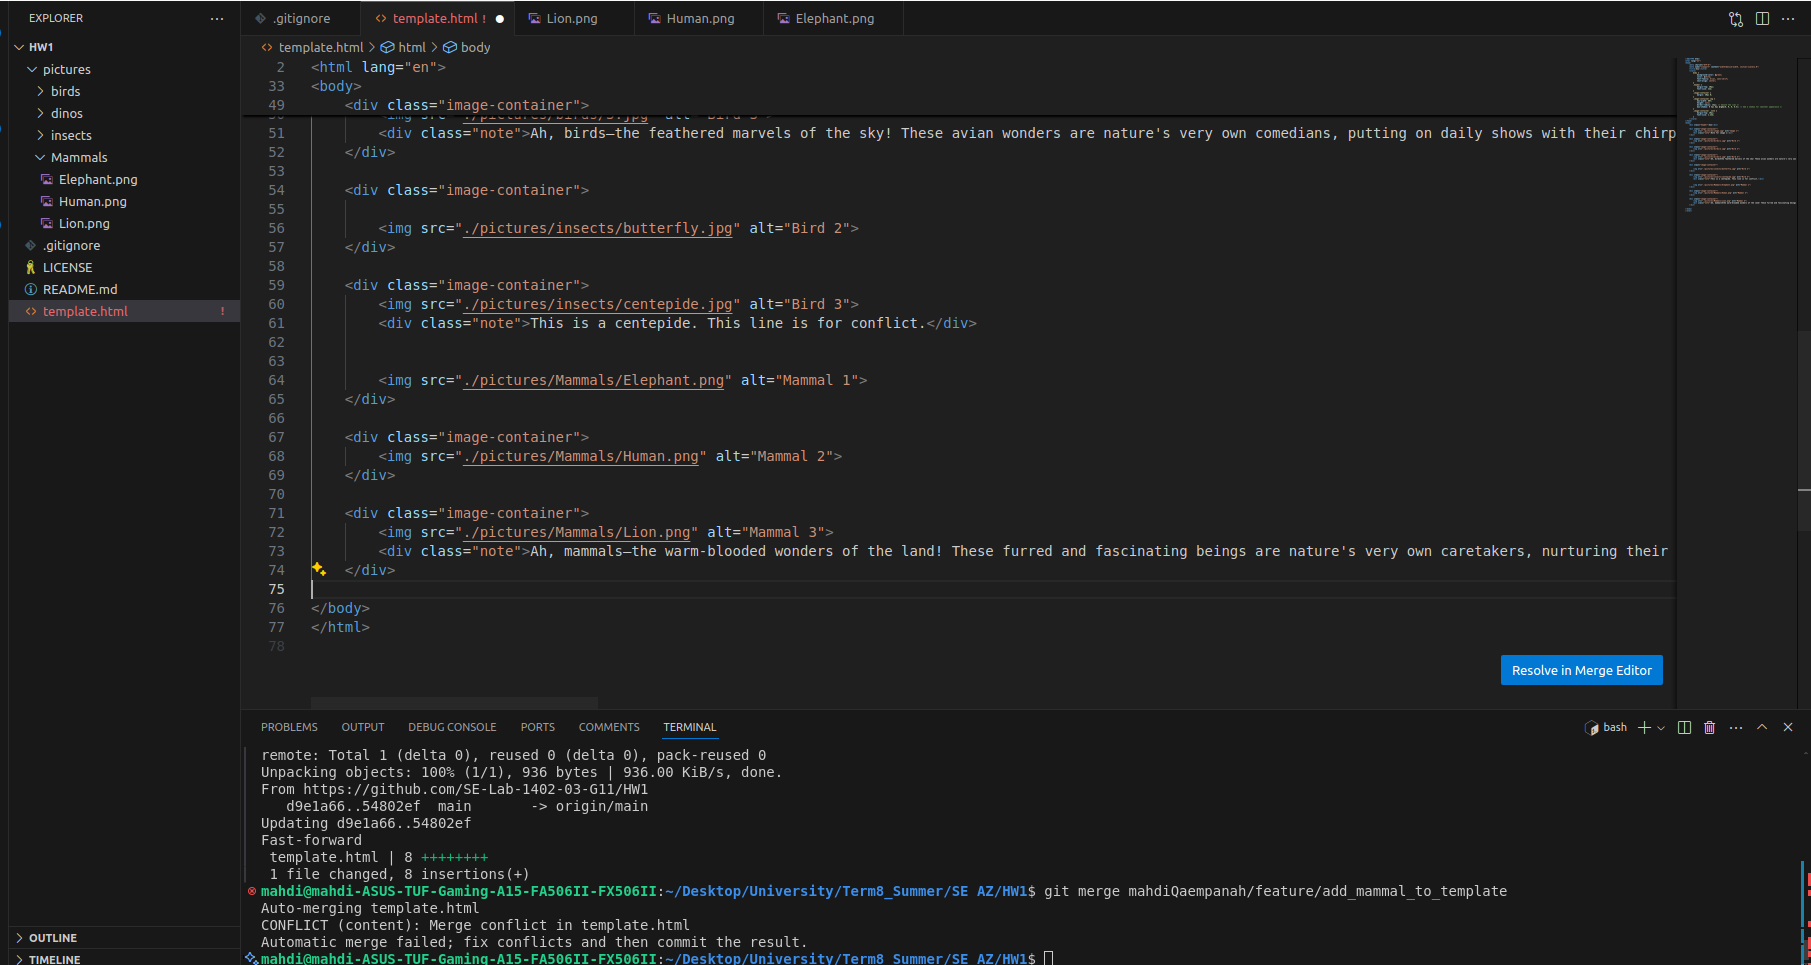 EXPLORER
HW1
pictures
birds
dinos
insects
Mammals
Elephant.png
Human.png
Lion.png
.gitignore
LICENSE
README.md
template.html !
OUTLINE
TIMELINE
.gitignore
template.html !
Lion.png
Human.png
Elephant.png
template.html > html > body
2 <html lang="en">
33 <body>
49 <div class="image-container">
51 <div class="note">Ah, birds—the feathered marvels of the sky! These avian wonders are nature's very own comedians, putting on daily shows with their chirp
52 </div>
53
54 <div class="image-container">
55
56 <img src="./pictures/insects/butterfly.jpg" alt="Bird 2">
57 </div>
58
59 <div class="image-container">
60 <img src="./pictures/insects/centepide.jpg" alt="Bird 3">
61 <div class="note">This is a centepide. This line is for conflict.</div>
62
63
64 <img src="./pictures/Mammals/Elephant.png" alt="Mammal 1">
65 </div>
66
67 <div class="image-container">
68 <img src="./pictures/Mammals/Human.png" alt="Mammal 2">
69 </div>
70
71 <div class="image-container">
72 <img src="./pictures/Mammals/Lion.png" alt="Mammal 3">
73 <div class="note">Ah, mammals—the warm-blooded wonders of the land! These furred and fascinating beings are nature's very own caretakers, nurturing their
74 </div>
75
76 </body>
77 </html>
78
Resolve in Merge Editor
PROBLEMS OUTPUT DEBUG CONSOLE PORTS COMMENTS TERMINAL
bash
remote: Total 1 (delta 0), reused 0 (delta 0), pack-reused 0
Unpacking objects: 100% (1/1), 936 bytes | 936.00 KiB/s, done.
From https://github.com/SE-Lab-1402-03-G11/HW1
d9e1a66..54802ef main -> origin/main
Updating d9e1a66..54802ef
Fast-forward
template.html | 8 ++++++++
1 file changed, 8 insertions(+)
mahdi@mahdi-ASUS-TUF-Gaming-A15-FA506II-FX506II:~/Desktop/University/Term8_Summer/SE AZ/HW1$ git merge mahdiQaempanah/feature/add_mammal_to_template
Auto-merging template.html
CONFLICT (content): Merge conflict in template.html
Automatic merge failed; fix conflicts and then commit the result.
mahdi@mahdi-ASUS-TUF-Gaming-A15-FA506II-FX506II:~/Desktop/University/Term8_Summer/SE AZ/HW1$